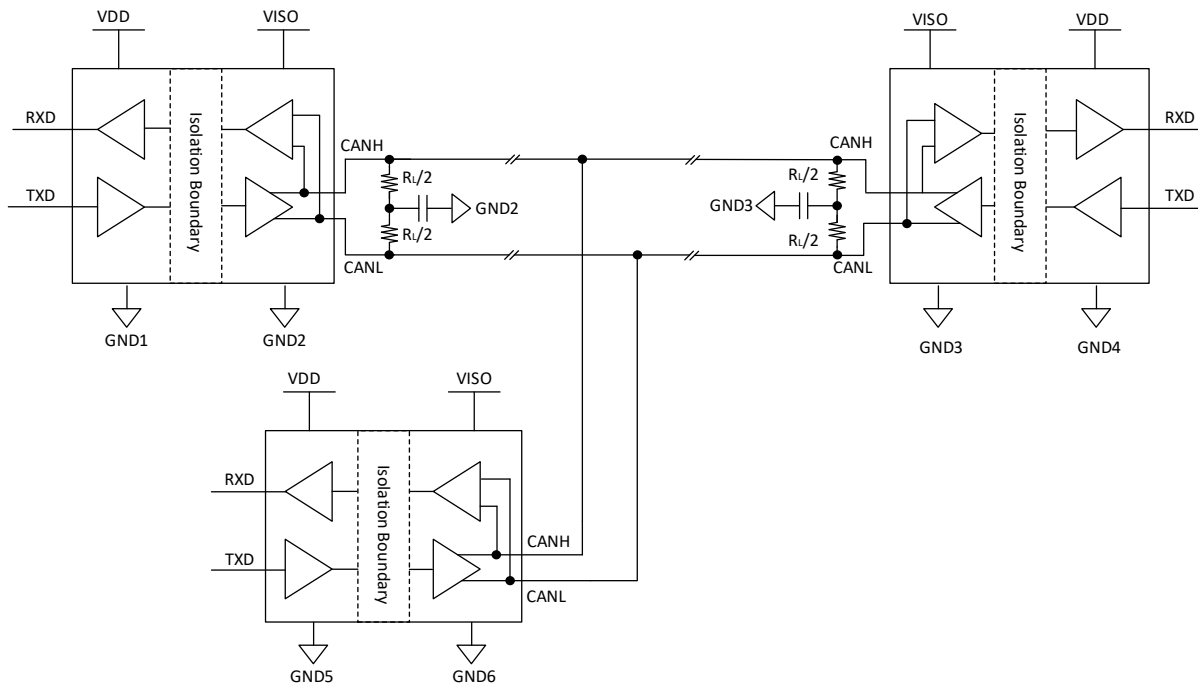 VDD
VISO
RXD
TXD
Isolation Boundary
GND1
GND2
CANH
RL/2
GND2
RL/2
CANL
VISO
VDD
CANH
RL/2
GND3
RL/2
CANL
Isolation Boundary
RXD
TXD
GND3
GND4
VDD
VISO
RXD
TXD
Isolation Boundary
CANH
CANL
GND5
GND6